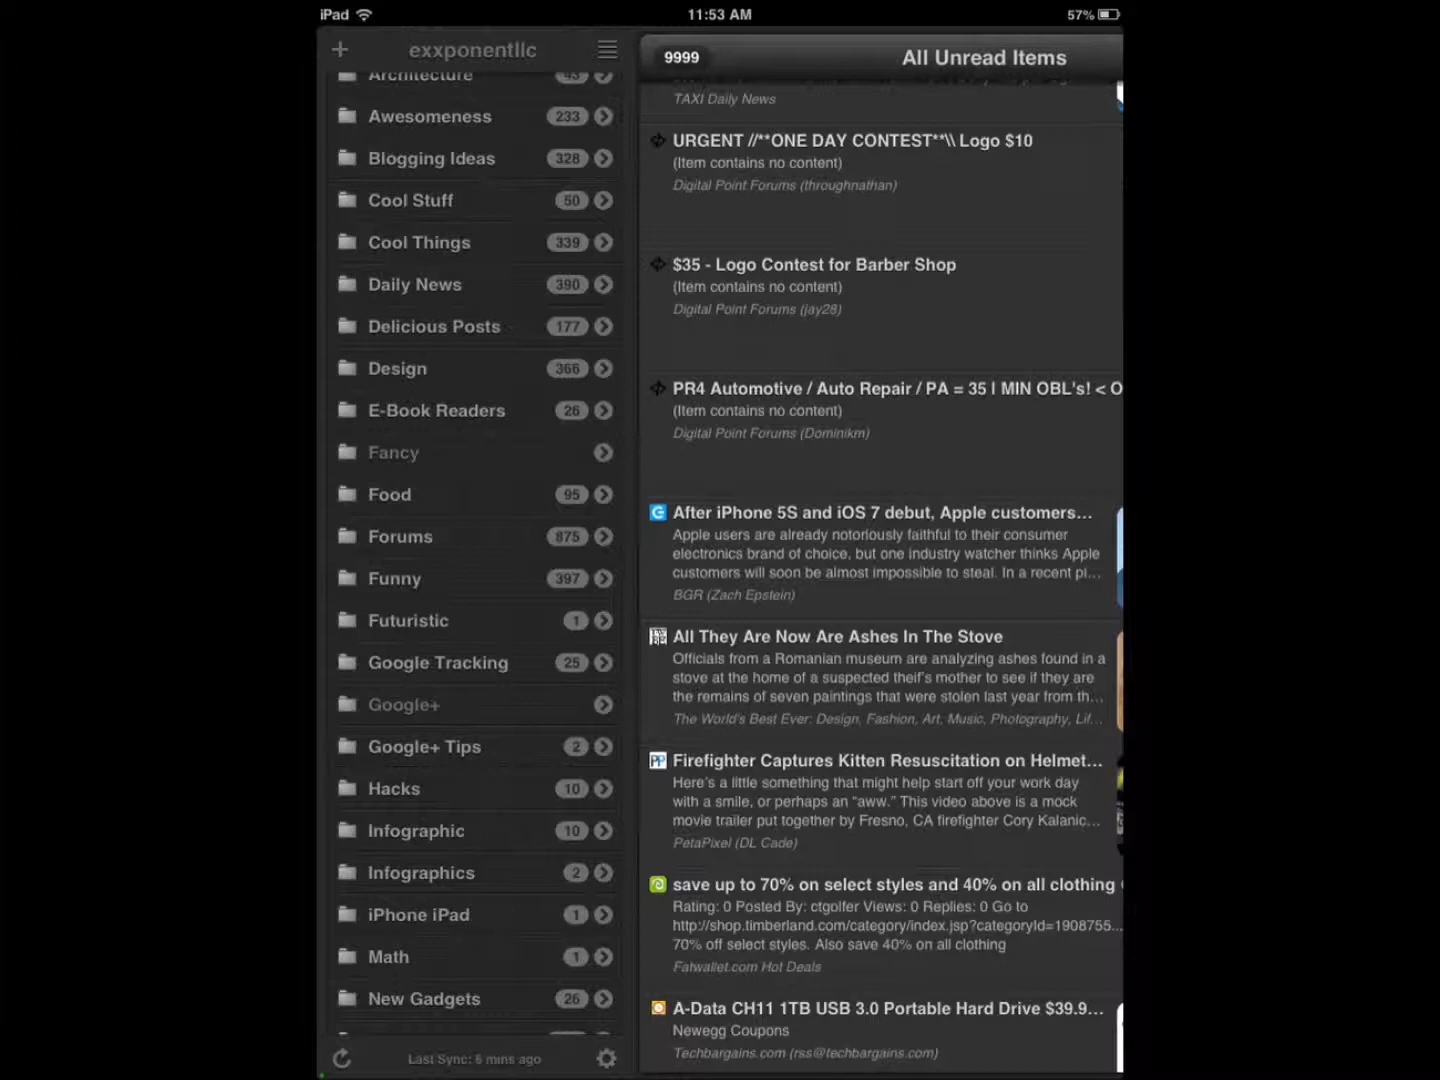 iPad
11:53 AM
57%
exxponentllc
Architecture 43
Awesomeness 233
Blogging Ideas 328
Cool Stuff 50
Cool Things 339
Daily News 390
Delicious Posts 177
Design 366
E-Book Readers 26
Fancy
Food 95
Forums 875
Funny 397
Futuristic 1
Google Tracking 25
Google+
Google+ Tips 2
Hacks 10
Infographic 10
Infographics 2
iPhone iPad 1
Math 1
New Gadgets 26
Last Sync: 5 mins ago
9999
All Unread Items
TAXI Daily News
URGENT //**ONE DAY CONTEST**\\ Logo $10
(Item contains no content)
Digital Point Forums (throughnathan)
$35 - Logo Contest for Barber Shop
(Item contains no content)
Digital Point Forums (jay28)
PR4 Automotive / Auto Repair / PA = 35 | MIN OBL's! < O
(Item contains no content)
Digital Point Forums (Dominikm)
After iPhone 5S and iOS 7 debut, Apple customers...
Apple users are already notoriously faithful to their consumer
electronics brand of choice, but one industry watcher thinks Apple
customers will soon be almost impossible to steal. In a recent pi...
BGR (Zach Epstein)
All They Are Now Are Ashes In The Stove
Officials from a Romanian museum are analyzing ashes found in a
stove at the home of a suspected theif's mother to see if they are
the remains of seven paintings that were stolen last year from th...
The World's Best Ever: Design, Fashion, Art, Music, Photography, Lif...
Firefighter Captures Kitten Resuscitation on Helmet...
Here's a little something that might help start off your work day
with a smile, or perhaps an “aww.” This video above is a mock
movie trailer put together by Fresno, CA firefighter Cory Kalanic...
PetaPixel (DL Cade)
save up to 70% on select styles and 40% on all clothing
Rating: 0 Posted By: ctgolfer Views: 0 Replies: 0 Go to
http://shop.timberland.com/category/index.jsp?categoryId=1908755...
70% off select styles. Also save 40% on all clothing
Fatwallet.com Hot Deals
A-Data CH11 1TB USB 3.0 Portable Hard Drive $39.9...
Newegg Coupons
Techbargains.com (rss@techbargains.com)